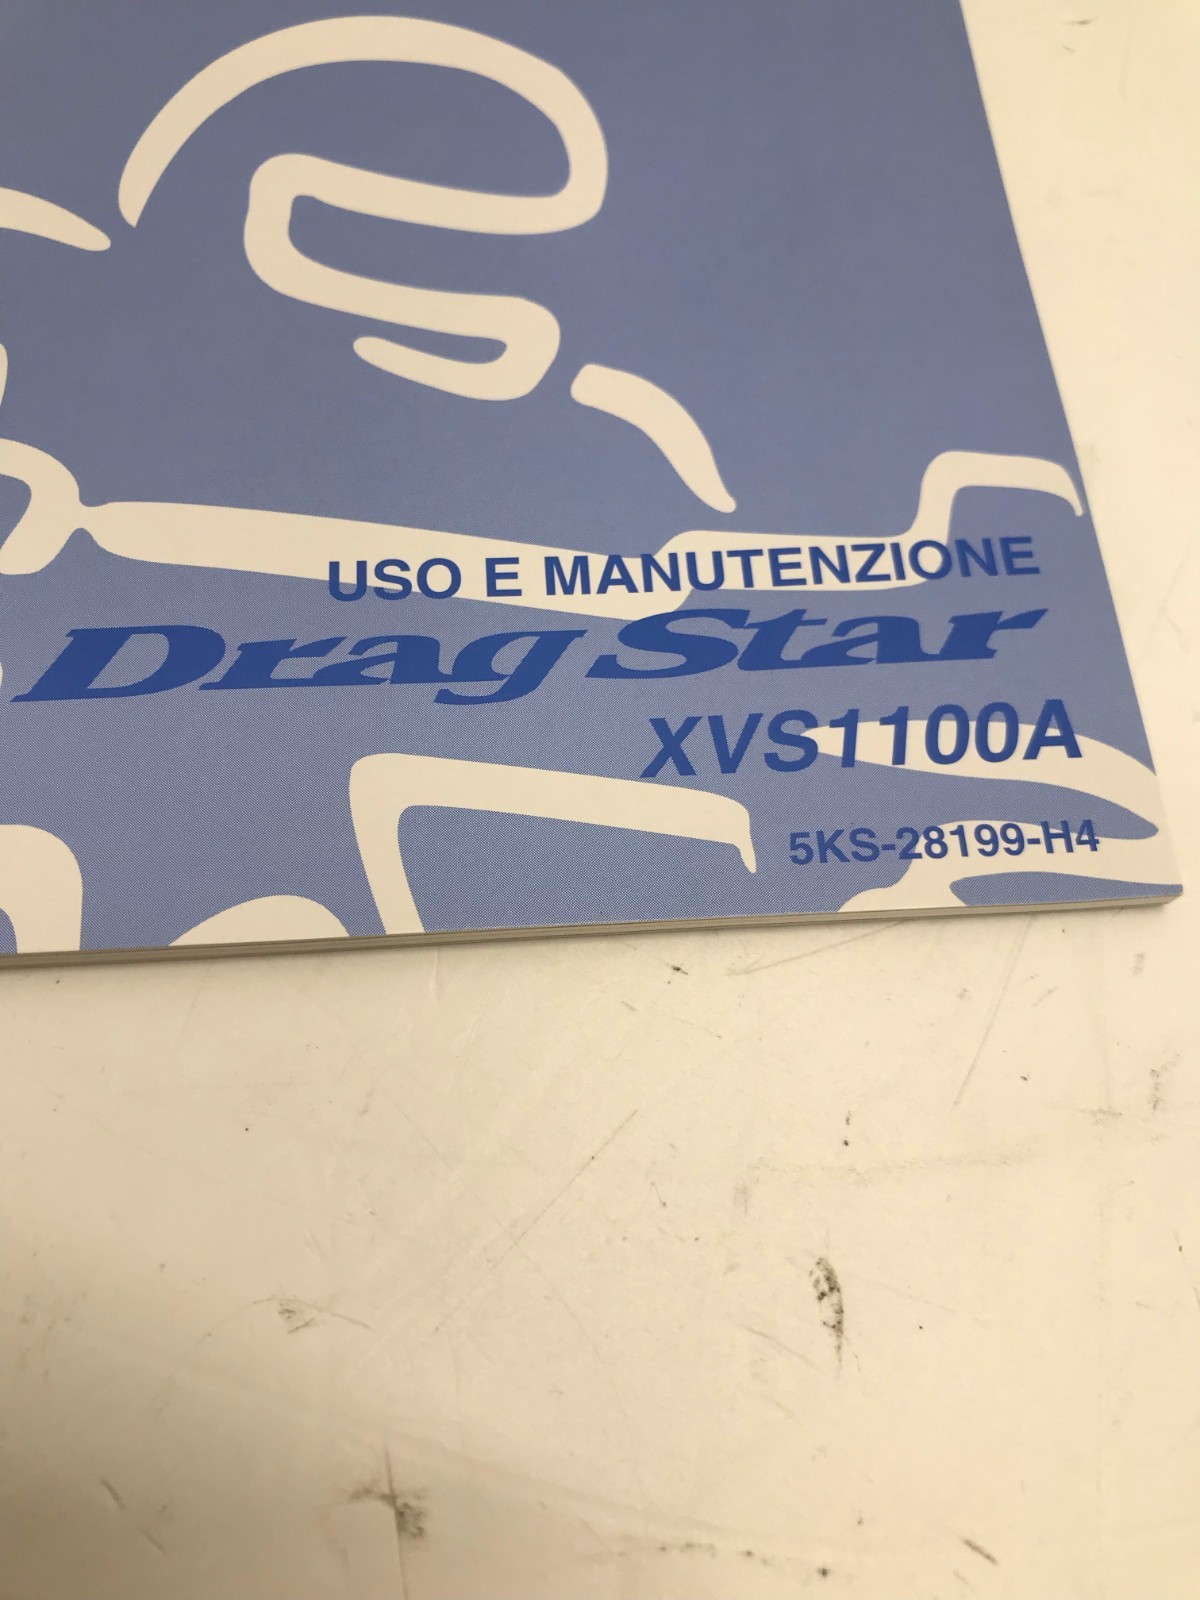 USO E MANUTENZIONE
Drag Star
XVS1100A
5KS-28199-H4